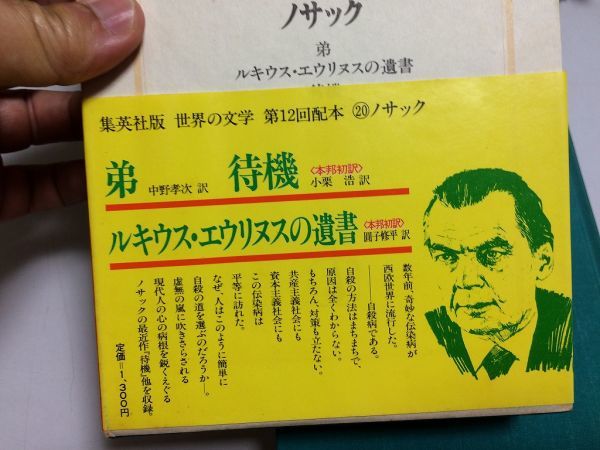 ノサック
弟
ルキウス・エウリヌスの遺書
集英社版 世界の文学 第12回配本 ⑳ノサック
弟 中野孝次 訳 待機 〈本邦初訳〉 小栗 浩 訳
ルキウス・エウリヌスの遺書 〈本邦初訳〉 圓子修平 訳
数年前、奇妙な伝染病が
西欧世界に流行した。
――自殺病である。
自殺の方法はまちまちで、
原因は全くわからない。
もちろん、対策も立たない。
共産主義社会にも
資本主義社会にも
この伝染病は
平等に訪れた。
なぜ、人はこのように簡単に
自殺の道を選ぶのだろうか――。
虚無の嵐に吹きさらされる
現代人の心の病根を鋭くえぐる
ノサックの最近作『待機』他を収録。
定価=1,300円